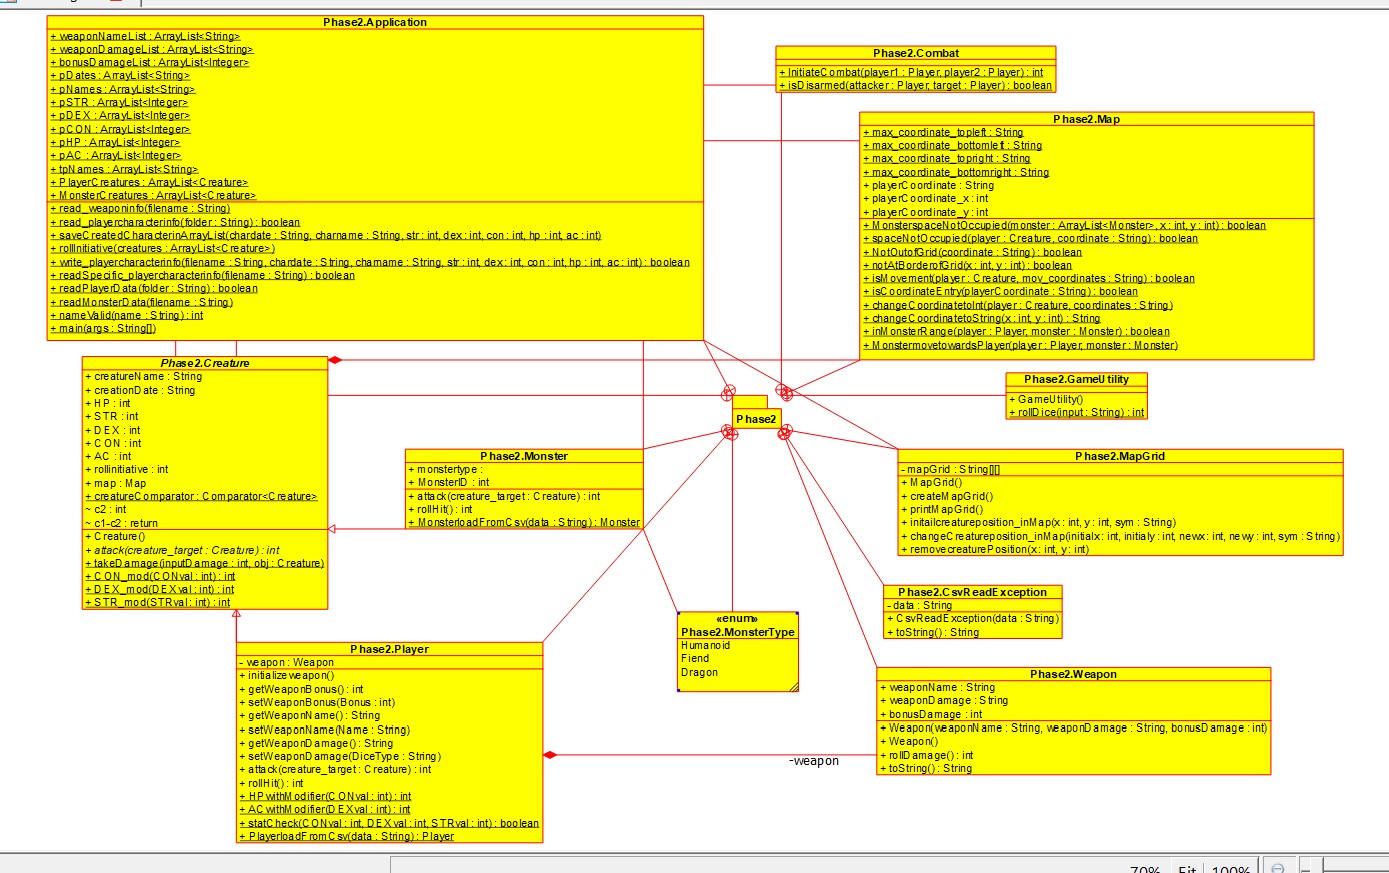 Phase2.Application
+ weaponNameList : ArrayList<String>
+ weaponDamageList : ArrayList<String>
+ bonusDamageList : ArrayList<Integer>
+ pDates : ArrayList<String>
+ pNames : ArrayList<String>
+ pSTR : ArrayList<Integer>
+ pDEX : ArrayList<Integer>
+ pCON : ArrayList<Integer>
+ pHP : ArrayList<Integer>
+ pAC : ArrayList<Integer>
+ tpNames : ArrayList<String>
+ PlayerCreatures : ArrayList<Creature>
+ MonsterCreatures : ArrayList<Creature>
+ read_weaponinfo(filename : String)
+ read_playercharacterinfo(folder : String) : boolean
+ saveCreatedCharacterinArrayList(chardate : String, charname : String, str : int, dex : int, con : int, hp : int, ac : int)
+ rollInitiative(creatures : ArrayList<Creature>)
+ write_playercharacterinfo(filename : String, chardate : String, charname : String, str : int, dex : int, con : int, hp : int, ac : int) : boolean
+ readSpecific_playercharacterinfo(filename : String) : boolean
+ readPlayerData(folder : String) : boolean
+ readMonsterData(filename : String)
+ nameValid(name : String) : int
+ main(args : String[])
Phase2.Combat
+ InitiateCombat(player1 : Player, player2 : Player) : int
+ isDisarmed(attacker : Player, target : Player) : boolean
Phase2.Map
+ max_coordinate_topleft : String
+ max_coordinate_bottomleft : String
+ max_coordinate_topright : String
+ max_coordinate_bottomright : String
+ playerCoordinate : String
+ playerCoordinate_x : int
+ playerCoordinate_y : int
+ MonsterspaceNotOccupied(monster : ArrayList<Monster>, x : int, y : int) : boolean
+ spaceNotOccupied(player : Creature, coordinate : String) : boolean
+ NotOutofGrid(coordinate : String) : boolean
+ notAtBorderofGrid(x : int, y : int) : boolean
+ isMovement(player : Creature, mov_coordinates : String) : boolean
+ isCoordinateEntry(playerCoordinate : String) : boolean
+ changeCoordinatetoInt(player : Creature, coordinates : String)
+ changeCoordinatetoString(x : int, y : int) : String
+ inMonsterRange(player : Player, monster : Monster) : boolean
+ MonstermovetowardsPlayer(player : Player, monster : Monster)
Phase2.Creature
+ creatureName : String
+ creationDate : String
+ HP : int
+ STR : int
+ DEX : int
+ CON : int
+ AC : int
+ rollinitiative : int
+ map : Map
+ creatureComparator : Comparator<Creature>
~ c2 : int
~ c1-c2 : return
+ Creature()
+ attack(creature_target : Creature) : int
+ takeDamage(inputDamage : int, obj : Creature)
+ CON_mod(CONval : int) : int
+ DEX_mod(DEXval : int) : int
+ STR_mod(STRval : int) : int
Phase2.GameUtility
+ GameUtility()
+ rollDice(input : String) : int
Phase2
Phase2.Monster
+ monstertype :
+ MonsterID : int
+ attack(creature_target : Creature) : int
+ rollHit() : int
+ MonsterloadFromCsv(data : String) : Monster
Phase2.MapGrid
- mapGrid : String[][]
+ MapGrid()
+ createMapGrid()
+ printMapGrid()
+ initailcreatureposition_inMap(x : int, y : int, sym : String)
+ changeCreatureposition_inMap(initialx : int, initialy : int, newx : int, newy : int, sym : String)
+ removecreaturePosition(x : int, y : int)
Phase2.CsvReadException
- data : String
+ CsvReadException(data : String)
+ toString() : String
«enum»
Phase2.MonsterType
Humanoid
Fiend
Dragon
Phase2.Player
- weapon : Weapon
+ initializeweapon()
+ getWeaponBonus() : int
+ setWeaponBonus(Bonus : int)
+ getWeaponName() : String
+ setWeaponName(Name : String)
+ getWeaponDamage() : String
+ setWeaponDamage(DiceType : String)
+ attack(creature_target : Creature) : int
+ rollHit() : int
+ HPwithModifier(CONval : int) : int
+ ACwithModifier(DEXval : int) : int
+ statCheck(CONval : int, DEXval : int, STRval : int) : boolean
+ PlayerloadFromCsv(data : String) : Player
Phase2.Weapon
+ weaponName : String
+ weaponDamage : String
+ bonusDamage : int
+ Weapon(weaponName : String, weaponDamage : String, bonusDamage : int)
+ Weapon()
+ rollDamage() : int
+ toString() : String
-weapon
70% Fit 100%